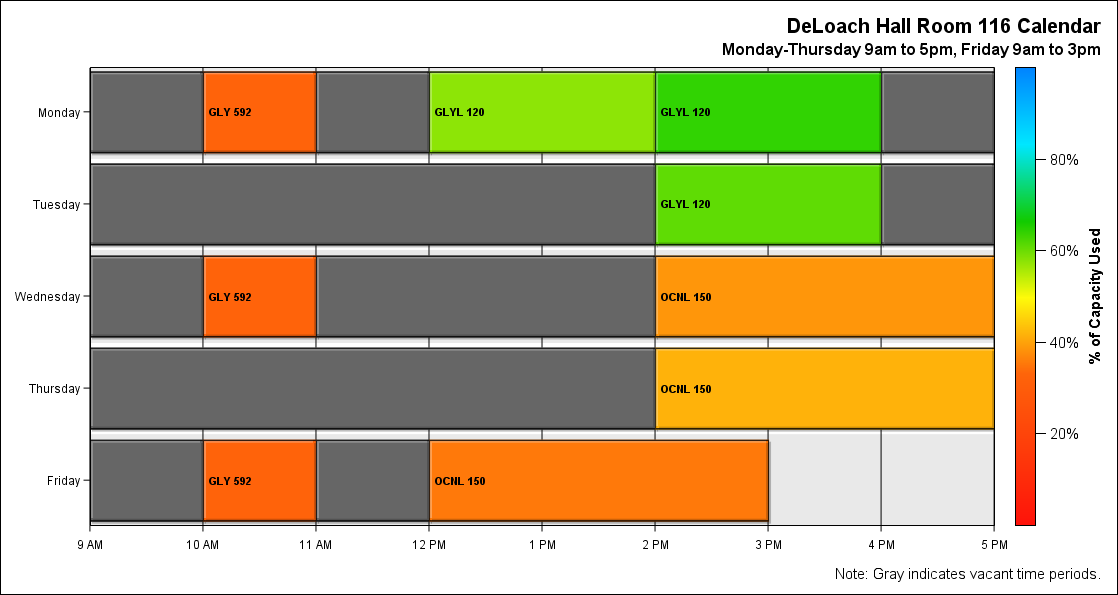 DeLoach Hall Room 116 Calendar
Monday-Thursday 9am to 5pm, Friday 9am to 3pm
Monday
GLY 592
GLYL 120
GLYL 120
Tuesday
GLYL 120
Wednesday
GLY 592
OCNL 150
Thursday
OCNL 150
Friday
GLY 592
OCNL 150
9 AM
10 AM
11 AM
12 PM
1 PM
2 PM
3 PM
4 PM
5 PM
80%
60%
40%
20%
% of Capacity Used
Note: Gray indicates vacant time periods.